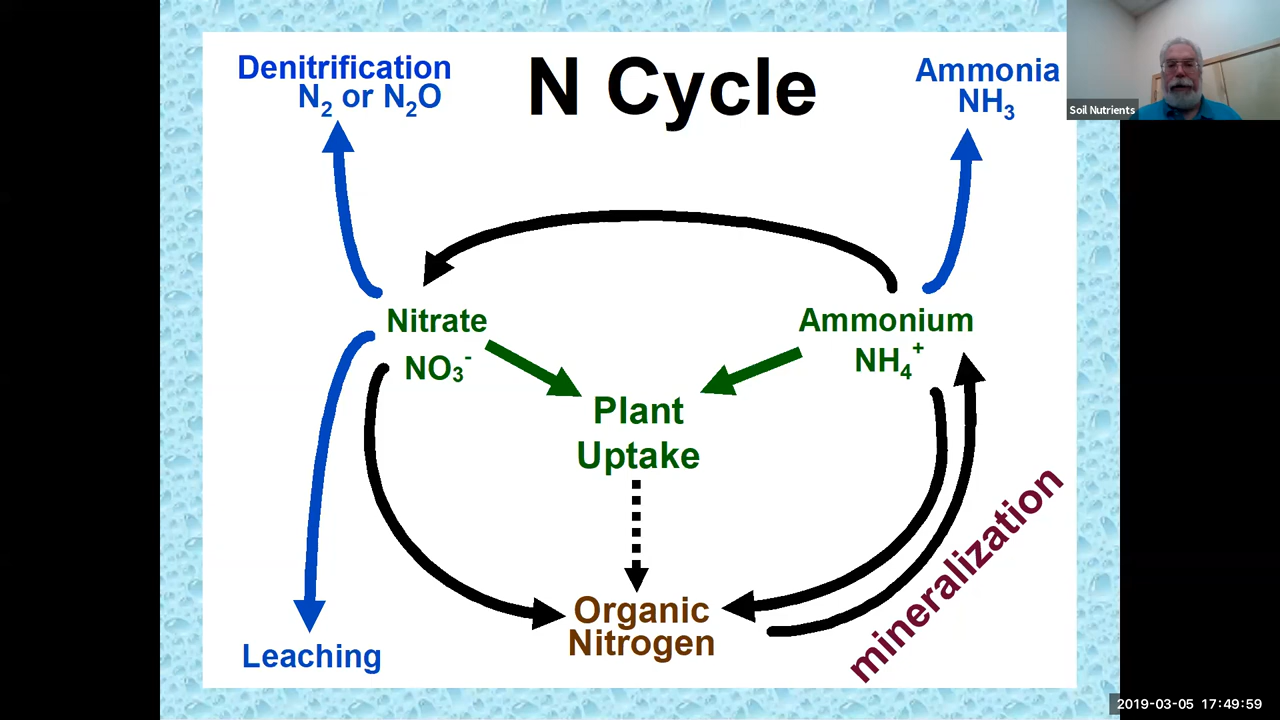 Denitrification
N₂ or N₂O
N Cycle
Ammonia
NH₃
Soil Nutrients
Nitrate
NO₃⁻
Ammonium
NH₄⁺
Plant
Uptake
mineralization
Organic
Nitrogen
Leaching
2019-03-05 17:49:59